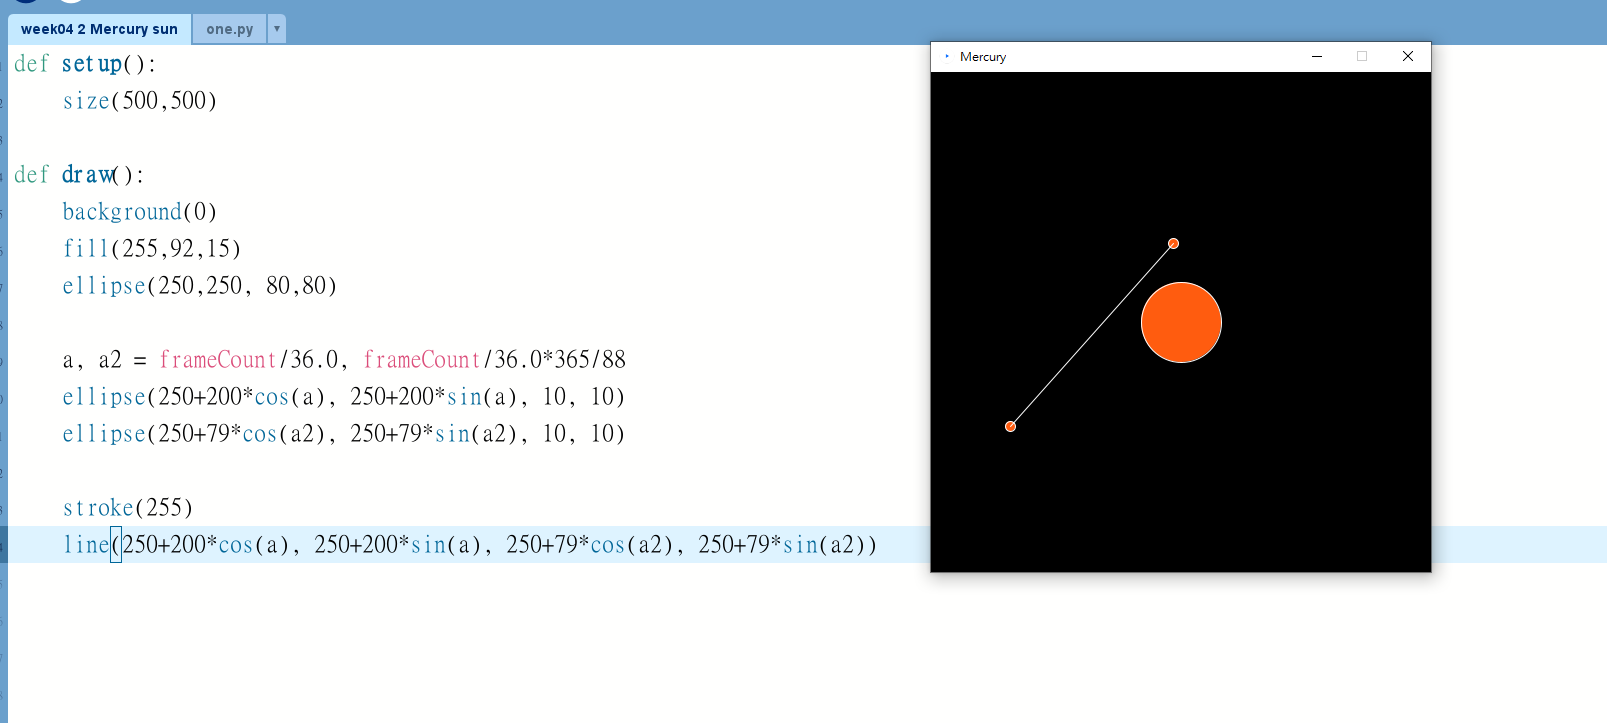 week04 2 Mercury sun
one.py
def setup():
size(500,500)
def draw():
background(0)
fill(255,92,15)
ellipse(250,250, 80,80)
a, a2 = frameCount/36.0, frameCount/36.0*365/88
ellipse(250+200*cos(a), 250+200*sin(a), 10, 10)
ellipse(250+79*cos(a2), 250+79*sin(a2), 10, 10)
stroke(255)
line(250+200*cos(a), 250+200*sin(a), 250+79*cos(a2), 250+79*sin(a2))
Mercury